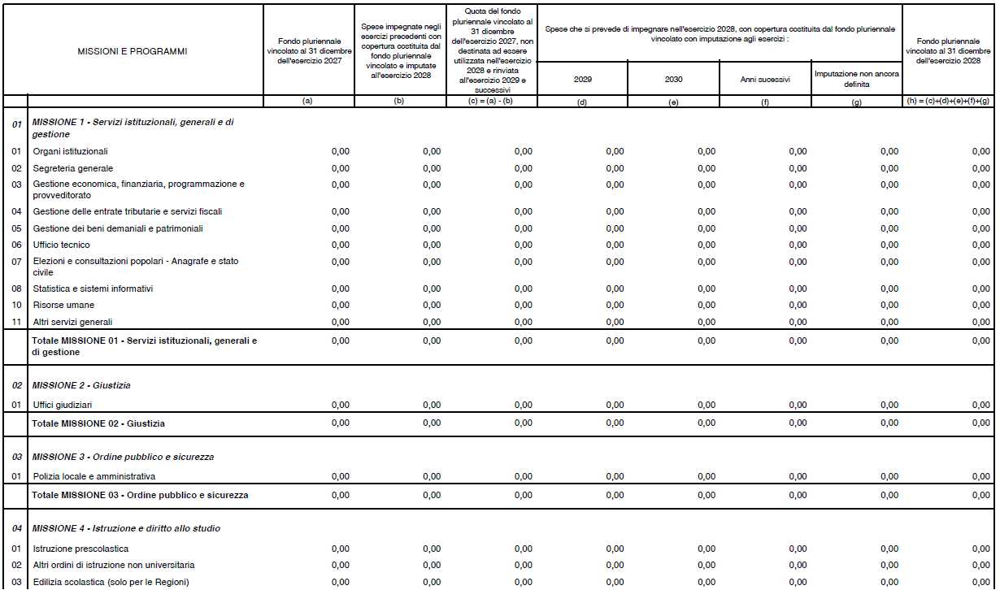 MISSIONI E PROGRAMMI
Fondo pluriennale
vincolato al 31 dicembre
dell'esercizio 2027
Spese impegnate negli
esercizi precedenti con
copertura costituita dal
fondo pluriennale
vincolato e imputate
all'esercizio 2028
Quota del fondo
pluriennale vincolato al
31 dicembre
dell'esercizio 2027, non
destinata ad essere
utilizzata nell'esercizio
2028 e rinviata
all'esercizio 2029 e
successivi
Spese che si prevede di impegnare nell'esercizio 2028, con copertura costituita dal fondo pluriennale
vincolato con imputazione agli esercizi :
2029
2030
Anni sucessivi
Imputazione non ancora
definita
Fondo pluriennale
vincolato al 31 dicembre
dell'esercizio 2028
(a) (b) (c) = (a) - (b) (d) (e) (f) (g) (h) = (c)+(d)+(e)+(f)+(g)
01 MISSIONE 1 - Servizi istituzionali, generali e di
gestione
01 Organi istituzionali 0,00 0,00 0,00 0,00 0,00 0,00 0,00 0,00
02 Segreteria generale 0,00 0,00 0,00 0,00 0,00 0,00 0,00 0,00
03 Gestione economica, finanziaria, programmazione e 0,00 0,00 0,00 0,00 0,00 0,00 0,00 0,00
provveditorato
04 Gestione delle entrate tributarie e servizi fiscali 0,00 0,00 0,00 0,00 0,00 0,00 0,00 0,00
05 Gestione dei beni demaniali e patrimoniali 0,00 0,00 0,00 0,00 0,00 0,00 0,00 0,00
06 Ufficio tecnico 0,00 0,00 0,00 0,00 0,00 0,00 0,00 0,00
07 Elezioni e consultazioni popolari - Anagrafe e stato 0,00 0,00 0,00 0,00 0,00 0,00 0,00 0,00
civile
08 Statistica e sistemi informativi 0,00 0,00 0,00 0,00 0,00 0,00 0,00 0,00
10 Risorse umane 0,00 0,00 0,00 0,00 0,00 0,00 0,00 0,00
11 Altri servizi generali 0,00 0,00 0,00 0,00 0,00 0,00 0,00 0,00
Totale MISSIONE 01 - Servizi istituzionali, generali e 0,00 0,00 0,00 0,00 0,00 0,00 0,00 0,00
di gestione
02 MISSIONE 2 - Giustizia
01 Uffici giudiziari 0,00 0,00 0,00 0,00 0,00 0,00 0,00 0,00
Totale MISSIONE 02 - Giustizia 0,00 0,00 0,00 0,00 0,00 0,00 0,00 0,00
03 MISSIONE 3 - Ordine pubblico e sicurezza
01 Polizia locale e amministrativa 0,00 0,00 0,00 0,00 0,00 0,00 0,00 0,00
Totale MISSIONE 03 - Ordine pubblico e sicurezza 0,00 0,00 0,00 0,00 0,00 0,00 0,00 0,00
04 MISSIONE 4 - Istruzione e diritto allo studio
01 Istruzione prescolastica 0,00 0,00 0,00 0,00 0,00 0,00 0,00 0,00
02 Altri ordini di istruzione non universitaria 0,00 0,00 0,00 0,00 0,00 0,00 0,00 0,00
03 Edilizia scolastica (solo per le Regioni) 0,00 0,00 0,00 0,00 0,00 0,00 0,00 0,00